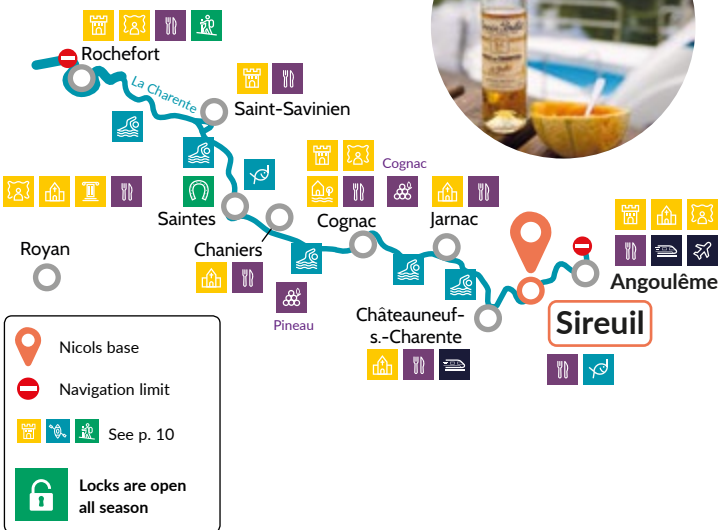 Rochefort
La Charente
Saint-Savinien
Cognac
Saintes
Chaniers
Cognac
Jarnac
Royan
Pineau
Châteauneuf-
s.-Charente
Angoulême
Sireuil
Nicols base
Navigation limit
See p. 10
Locks are open
all season